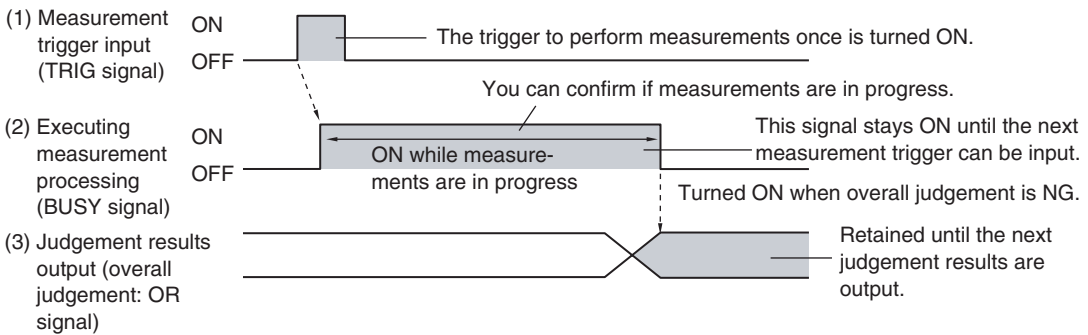 (1) Measurement
trigger input
(TRIG signal)
ON
OFF
The trigger to perform measurements once is turned ON.
You can confirm if measurements are in progress.
(2) Executing
measurement
processing
(BUSY signal)
ON
OFF
ON while measure-
ments are in progress
This signal stays ON until the next
measurement trigger can be input.
Turned ON when overall judgement is NG.
(3) Judgement results
output (overall
judgement: OR
signal)
Retained until the next
judgement results are
output.